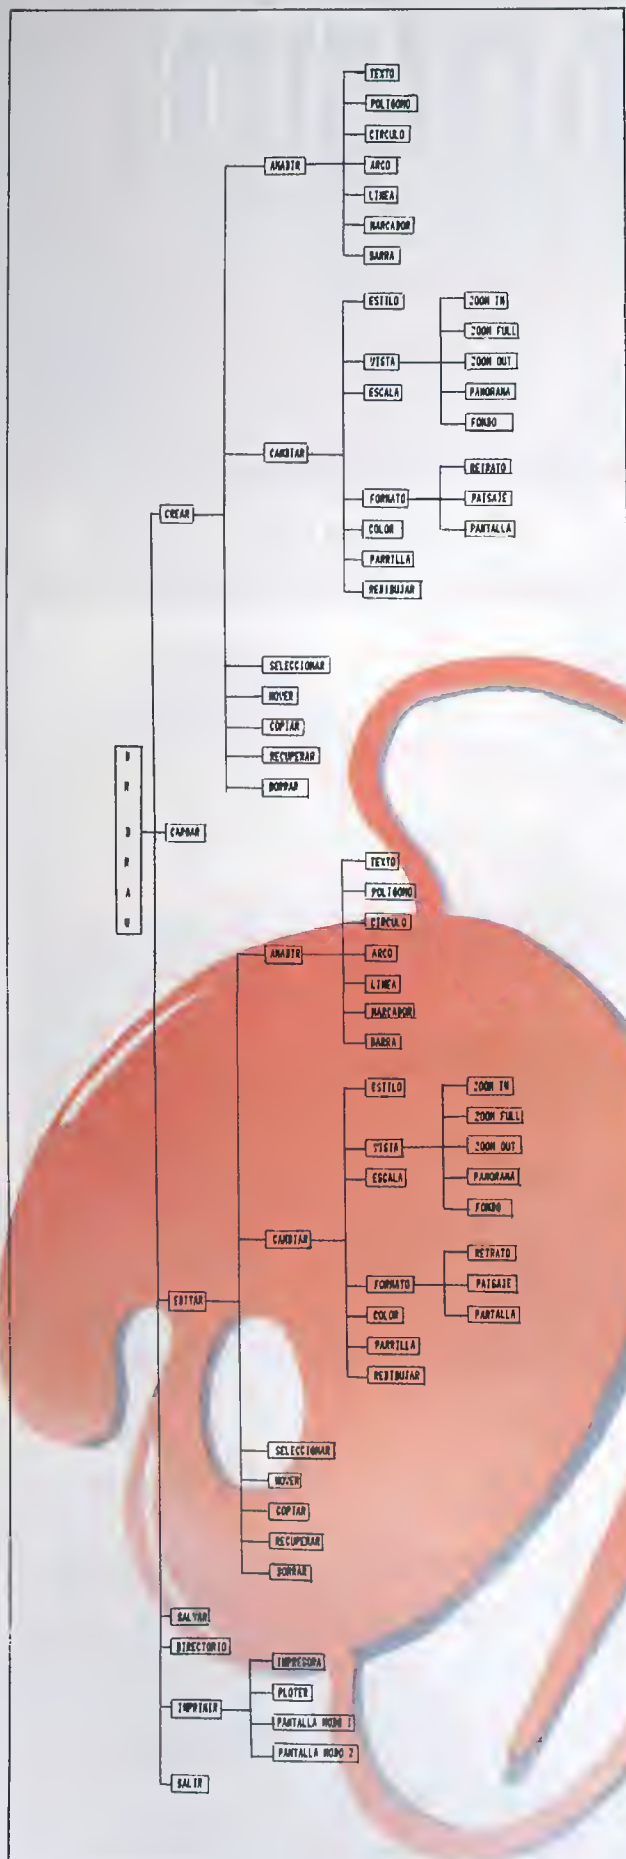 TEXTO
POLIGONO
CIRCULO
AÑADIR
ARCO
LINEA
MARCADOR
BARRA
ESTILO
ZOOM IN
ZOOM FULL
VISTA
ZOOM OUT
ESCALA
PANORAMA
FONDO
CAMBIAR
RETRATO
FORMATO
PAISAJE
CREAR
COLOR
PANTALLA
PARRILLA
REDIBUJAR
SELECCIONAR
MOVER
COPIAR
RECUPERAR
BORRAR
D
R
D
R
A
W
CARGAR
TEXTO
POLIGONO
CIRCULO
AÑADIR
ARCO
LINEA
MARCADOR
BARRA
ESTILO
ZOOM IN
ZOOM FULL
VISTA
ZOOM OUT
ESCALA
PANORAMA
FONDO
CAMBIAR
RETRATO
FORMATO
PAISAJE
EDITAR
COLOR
PANTALLA
PARRILLA
REDIBUJAR
SELECCIONAR
MOVER
COPIAR
RECUPERAR
BORRAR
SALVAR
DIRECTORIO
IMPRESORA
PLOTER
IMPRIMIR
PANTALLA MODO 1
PANTALLA MODO 2
SALIR